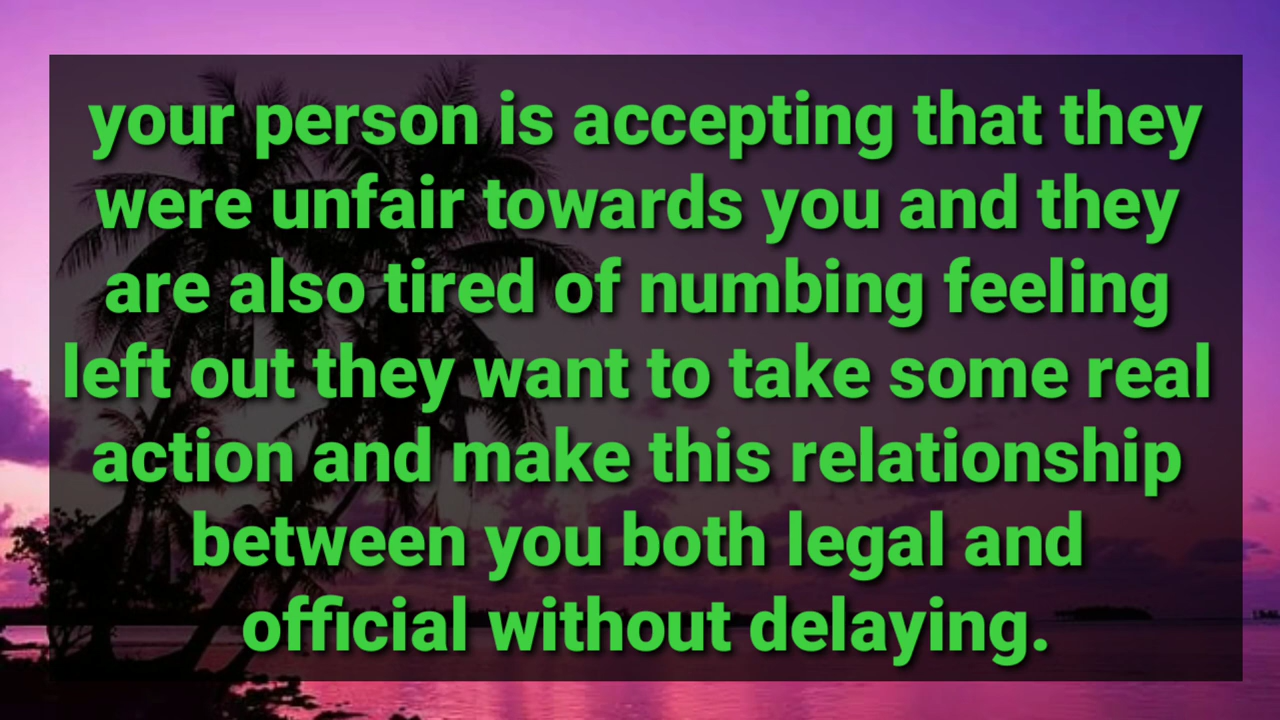 your person is accepting that they
were unfair towards you and they
are also tired of numbing feeling
left out they want to take some real
action and make this relationship
between you both legal and
official without delaying.